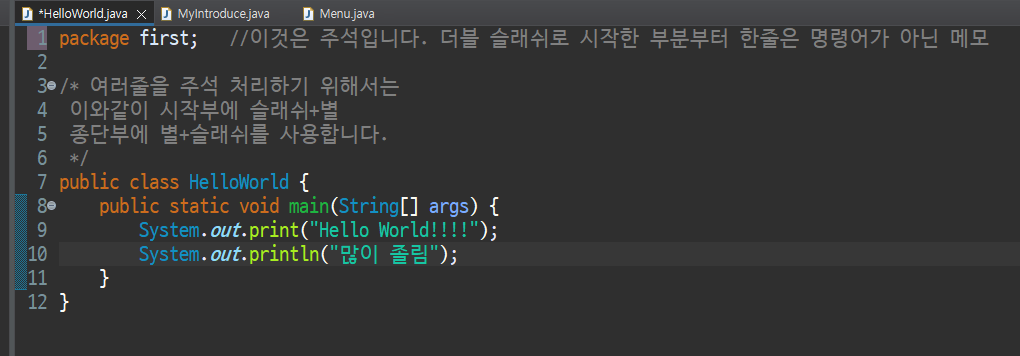 *HelloWorld.java MyIntroduce.java Menu.java
1 package first; //이것은 주석입니다. 더블 슬래쉬로 시작한 부분부터 한줄은 명령어가 아닌 메모
2
3 /* 여러줄을 주석 처리하기 위해서는
4 이와같이 시작부에 슬래쉬+별
5 종단부에 별+슬래쉬를 사용합니다.
6 */
7 public class HelloWorld {
8 public static void main(String[] args) {
9 System.out.print("Hello World!!!!");
10 System.out.println("많이 졸림");
11 }
12 }